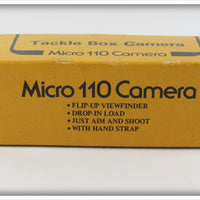 Tackle Box Camera
Micro 110 Camera
Micro 110 Camera
• FLIP-UP VIEWFINDER
• DROP-IN LOAD
• JUST AIM AND SHOOT
• WITH HAND STRAP